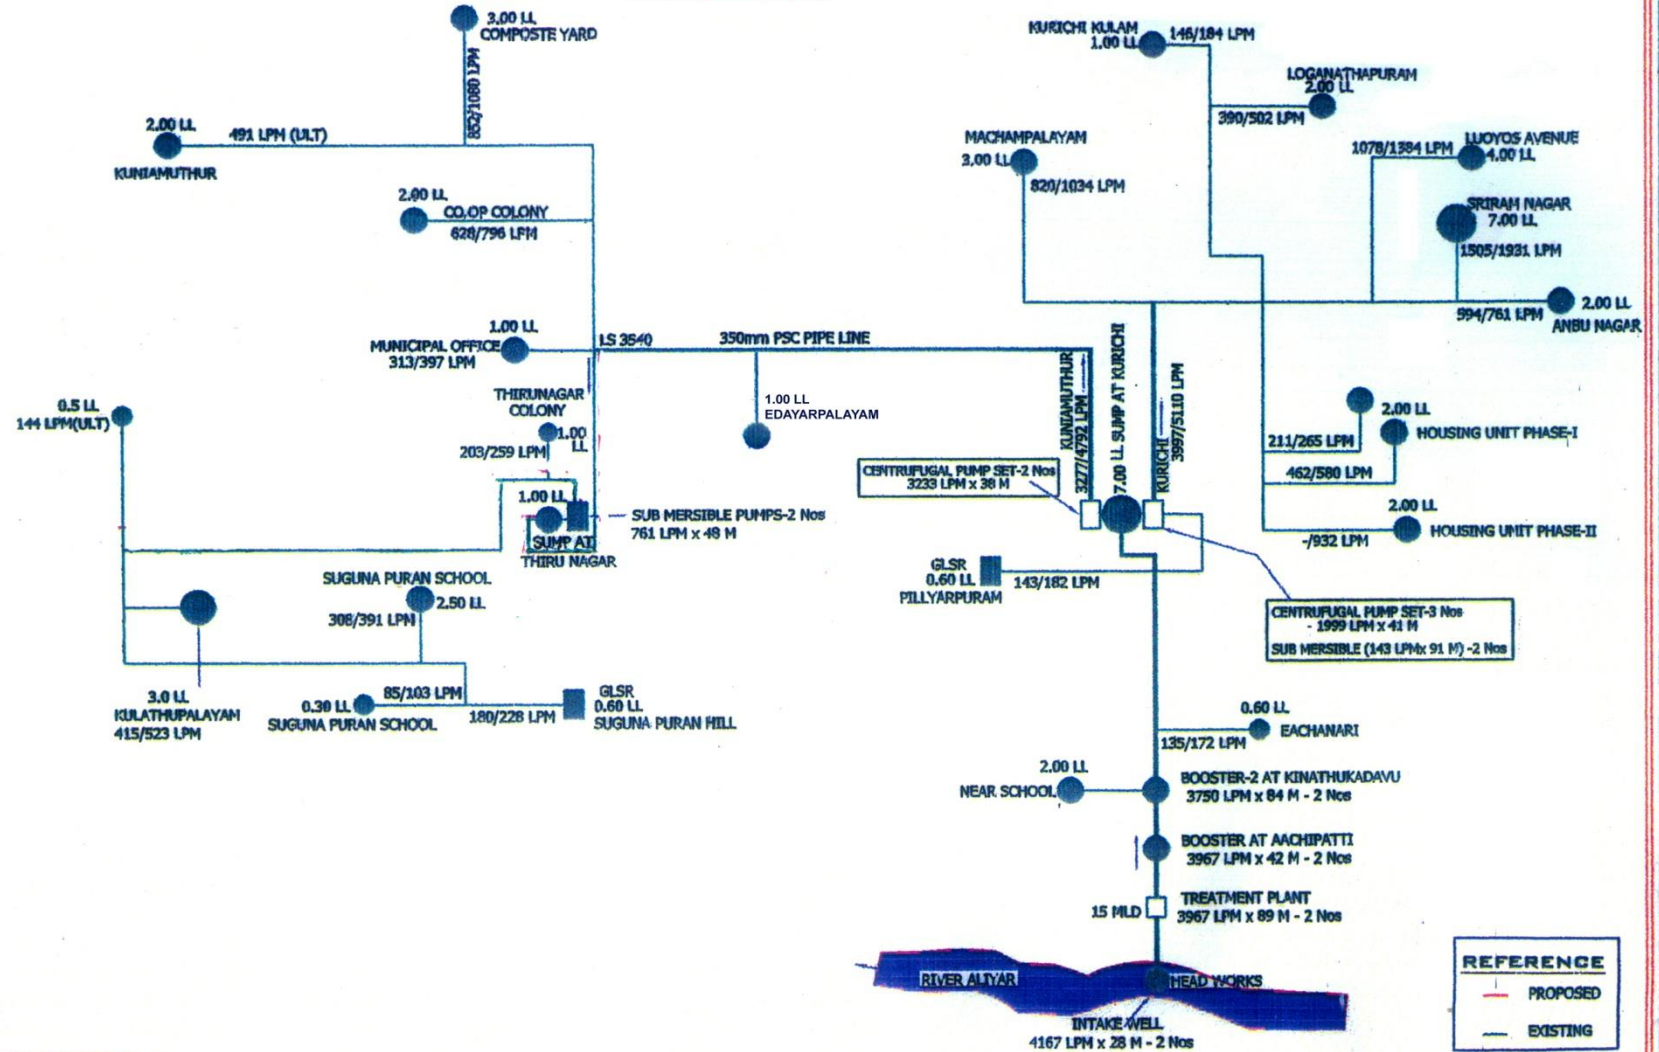 3.00 LL
COMPOSTE YARD
852/1080 LPM
2.00 LL
491 LPM (ULT)
KUNIAMUTHUR
2.00 LL
CO,OP COLONY
628/796 LPM
1.00 LL
MUNICIPAL OFFICE
313/397 LPM
LS 3540
350mm PSC PIPE LINE
THIRUNAGAR
COLONY
1.00
LL
203/259 LPM
0.5 LL
144 LPM(ULT)
1.00 LL
EDAYARPALAYAM
1.00 LL
SUMP AT
THIRU NAGAR
SUB MERSIBLE PUMPS-2 Nos
761 LPM x 48 M
SUGUNA PURAN SCHOOL
2.50 LL
308/391 LPM
3.0 LL
KULATHUPALAYAM
415/523 LPM
0.30 LL
85/103 LPM
SUGUNA PURAN SCHOOL
180/228 LPM
GLSR
0.60 LL
SUGUNA PURAN HILL
KURICHI KULAM
1.00 LL
146/184 LPM
LOGANATHAPURAM
2.00 LL
390/502 LPM
MACHAMPALAYAM
3.00 LL
820/1034 LPM
LUOYOS AVENUE
1078/1384 LPM
4.00 LL
SRIRAM NAGAR
7.00 LL
1505/1931 LPM
2.00 LL
594/761 LPM
ANBU NAGAR
KUNIAMUTHUR
3277/4792 LPM
7.00 LL SUMP AT KURICHI
KURICHI
3997/5110 LPM
2.00 LL
HOUSING UNIT PHASE-I
211/265 LPM
462/580 LPM
2.00 LL
HOUSING UNIT PHASE-II
-/932 LPM
CENTRUFUGAL PUMP SET-2 Nos
3233 LPM x 38 M
GLSR
0.60 LL
PILLYARPURAM
143/182 LPM
CENTRUFUGAL PUMP SET-3 Nos
- 1999 LPM x 41 M
SUB MERSIBLE (143 LPMx 91 M) -2 Nos
0.60 LL
EACHANARI
135/172 LPM
2.00 LL
NEAR SCHOOL
BOOSTER-2 AT KINATHUKADAVU
3750 LPM x 84 M - 2 Nos
BOOSTER AT AACHIPATTI
3967 LPM x 42 M - 2 Nos
15 MLD
TREATMENT PLANT
3967 LPM x 89 M - 2 Nos
RIVER ALIYAR
HEAD WORKS
INTAKE WELL
4167 LPM x 28 M - 2 Nos
REFERENCE
PROPOSED
EXISTING